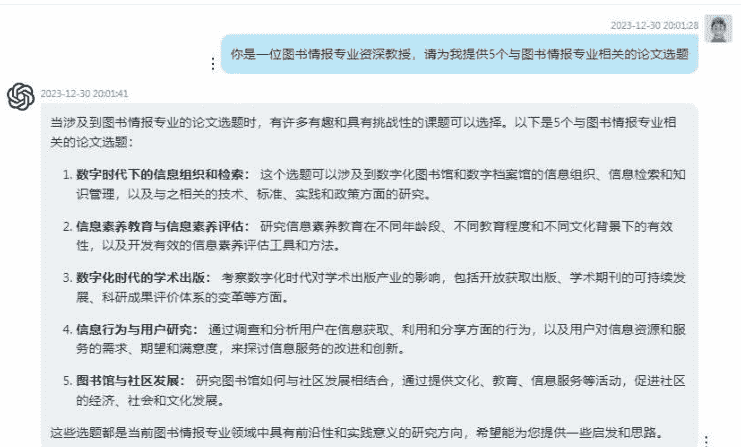 2023-12-30 20:01:28
你是一位图书情报专业资深教授，请为我提供5个与图书情报专业相关的论文选题
2023-12-30 20:01:41
当涉及到图书情报专业的论文选题时，有许多有趣和具有挑战性的课题可以选择。以下是5个与图书情报专业相
关的论文选题：
1. 数字时代下的信息组织和检索： 这个选题可以涉及到数字化图书馆和数字档案馆的信息组织、信息检索和知
识管理，以及与之相关的技术、标准、实践和政策方面的研究。
2. 信息素养教育与信息素养评估： 研究信息素养教育在不同年龄段、不同教育程度和不同文化背景下的有效
性，以及开发有效的信息素养评估工具和方法。
3. 数字化时代的学术出版： 考察数字化时代对学术出版产业的影响，包括开放获取出版、学术期刊的可持续发
展、科研成果评价体系的变革等方面。
4. 信息行为与用户研究： 通过调查和分析用户在信息获取、利用和分享方面的行为，以及用户对信息资源和服
务的需求、期望和满意度，来探讨信息服务的改进和创新。
5. 图书馆与社区发展： 研究图书馆如何与社区发展相结合，通过提供文化、教育、信息服务等活动，促进社区
的经济、社会和文化发展。
这些选题都是当前图书情报专业领域中具有前沿性和实践意义的研究方向，希望能为您提供一些启发和思路。